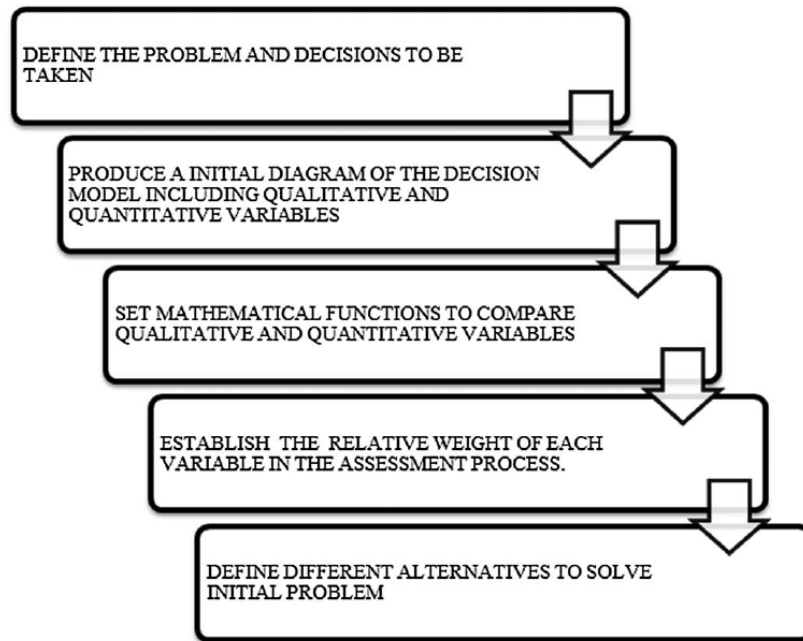 DEFINE THE PROBLEM AND DECISIONS TO BE
TAKEN
PRODUCE A INITIAL DIAGRAM OF THE DECISION
MODEL INCLUDING QUALITATIVE AND
QUANTITATIVE VARIABLES
SET MATHEMATICAL FUNCTIONS TO COMPARE
QUALITATIVE AND QUANTITATIVE VARIABLES
ESTABLISH THE RELATIVE WEIGHT OF EACH
VARIABLE IN THE ASSESSMENT PROCESS.
DEFINE DIFFERENT ALTERNATIVES TO SOLVE
INITIAL PROBLEM